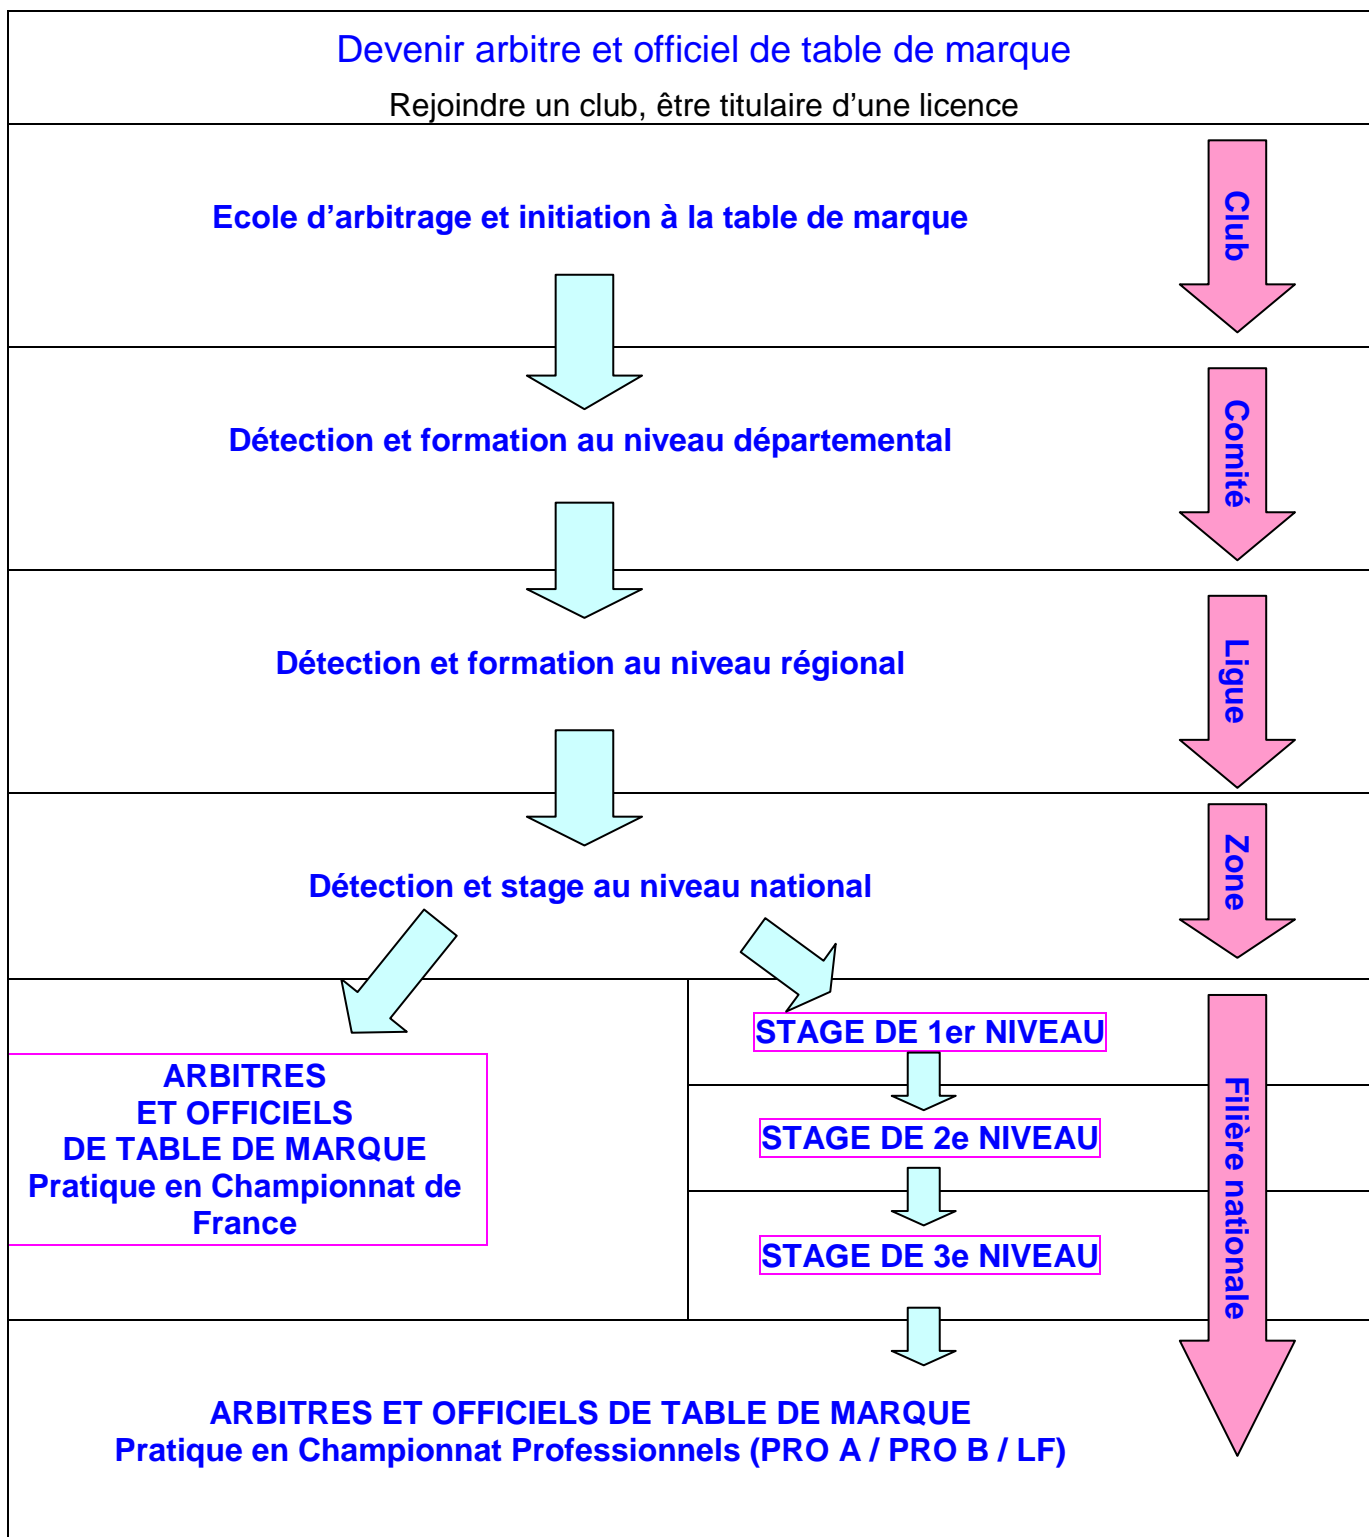 Devenir arbitre et officiel de table de marque
Rejoindre un club, être titulaire d’une licence
Ecole d’arbitrage et initiation à la table de marque
Club
Détection et formation au niveau départemental
Comité
Détection et formation au niveau régional
Ligue
Détection et stage au niveau national
Zone
ARBITRES
ET OFFICIELS
DE TABLE DE MARQUE
Pratique en Championnat de
France
STAGE DE 1er NIVEAU
STAGE DE 2e NIVEAU
STAGE DE 3e NIVEAU
Filière nationale
ARBITRES ET OFFICIELS DE TABLE DE MARQUE
Pratique en Championnat Professionnels (PRO A / PRO B / LF)